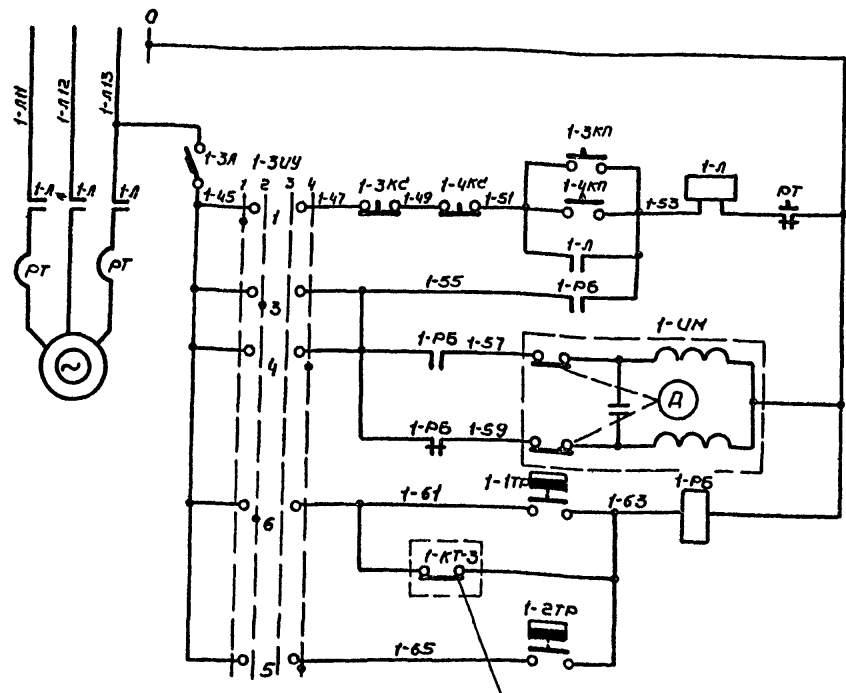 0
1-Л11
1-Л12
1-Л13
1-3А
1-3ИУ
1-3КП
1-Л
1 2 3 4
1-Л 1-Л 1-Л
1-45
1
1-47
1-3КС
1-49
1-4КС
1-51
1-4КП
1-53
РТ
1-Л
РТ
РТ
1-55
1-РБ
3
1-ИМ
1-РБ
1-57
4
Д
1-РБ
1-59
1-61
1-1ТР
1-63
1-РБ
6
1-КТ-3
1-2ТР
1-65
5